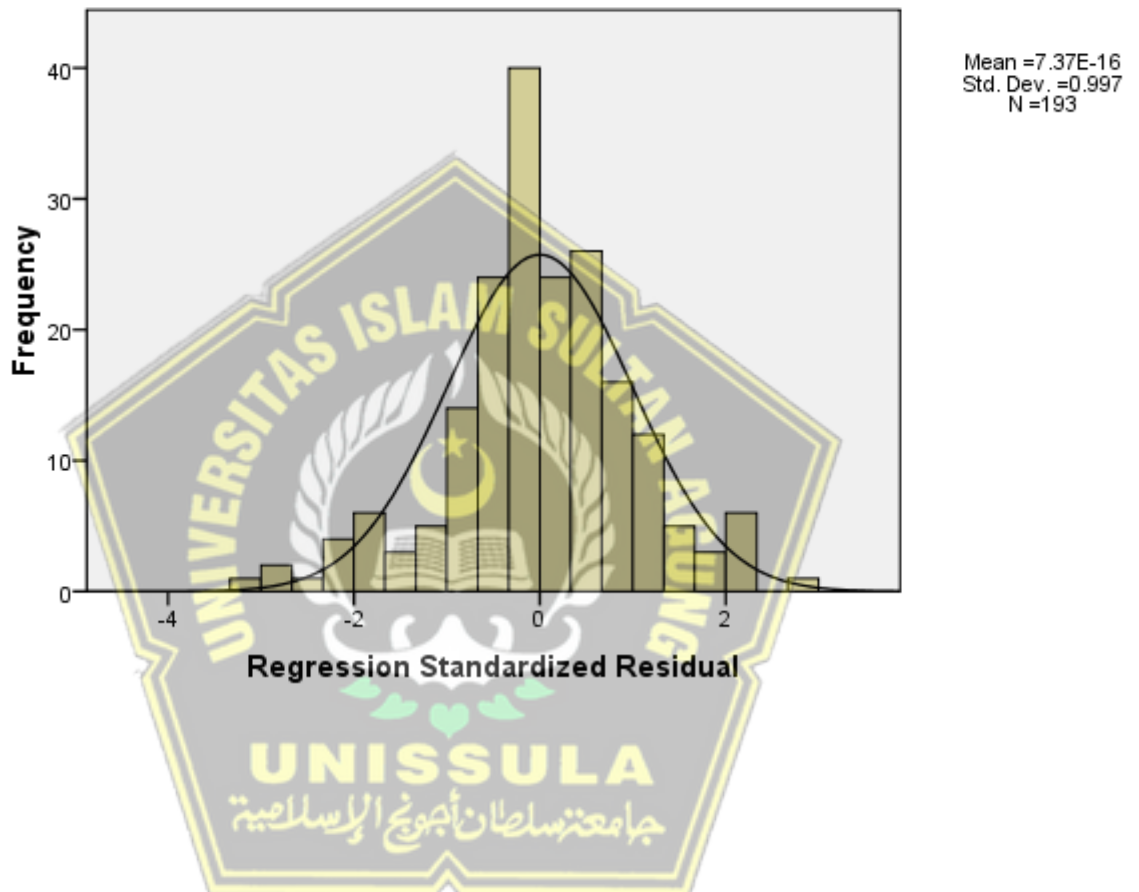 Mean =7.37E-16
Std. Dev. =0.997
N =193
Frequency
40
30
20
10
0
-4 -2 0 2
Regression Standardized Residual
UNIVERSITAS ISLAM SULTAN AGUNG
UNISSULA
جامعة سلطان أجونج الإسلامية